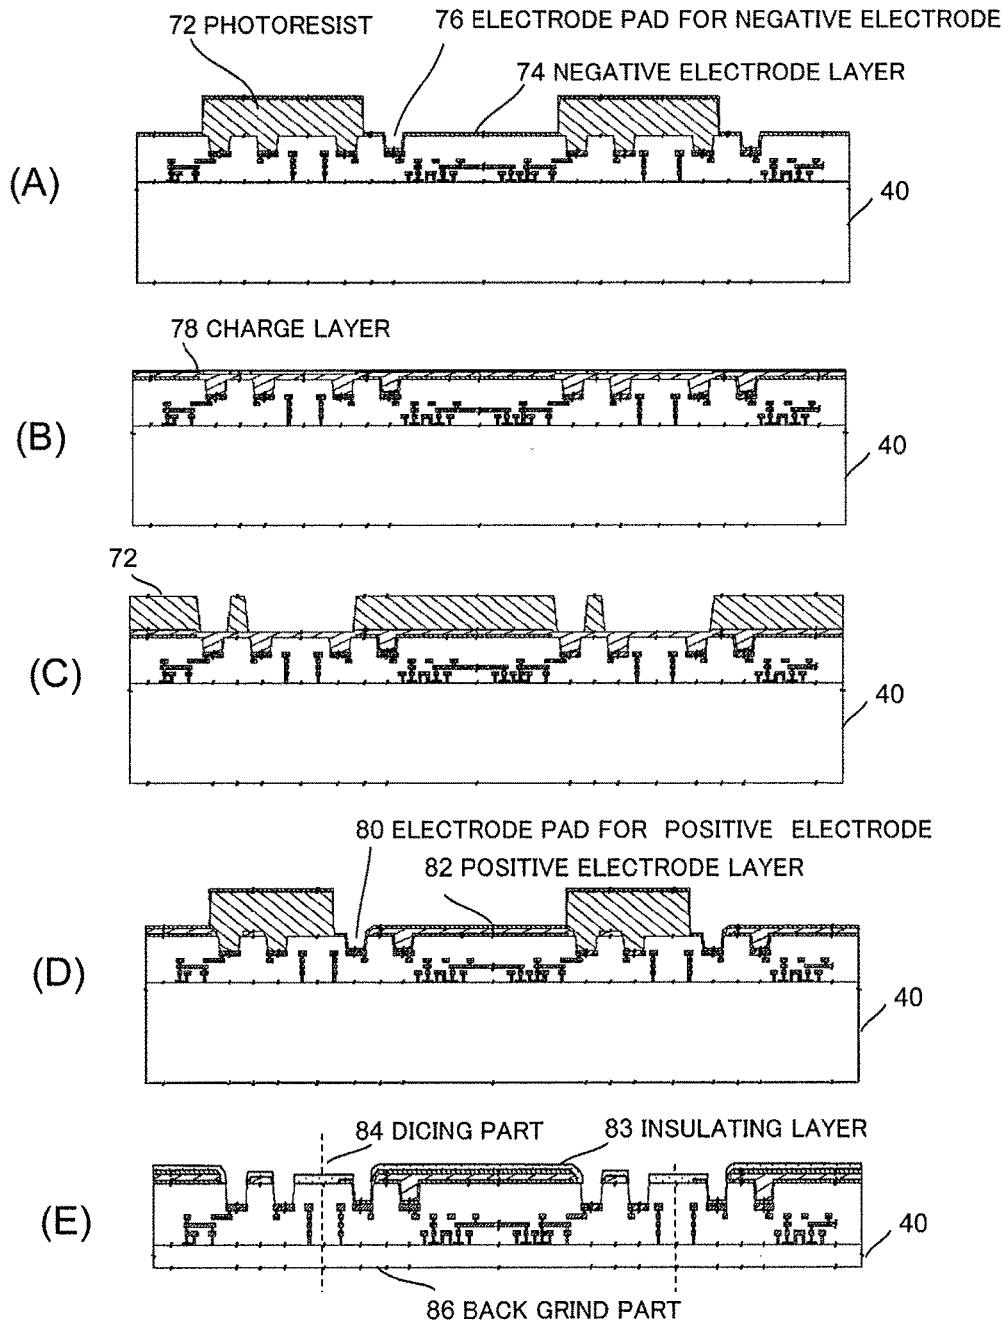 72 PHOTORESIST
76 ELECTRODE PAD FOR NEGATIVE ELECTRODE
74 NEGATIVE ELECTRODE LAYER
(A)
40
78 CHARGE LAYER
(B)
40
72
(C)
40
80 ELECTRODE PAD FOR POSITIVE ELECTRODE
82 POSITIVE ELECTRODE LAYER
(D)
40
84 DICING PART
83 INSULATING LAYER
(E)
40
86 BACK GRIND PART